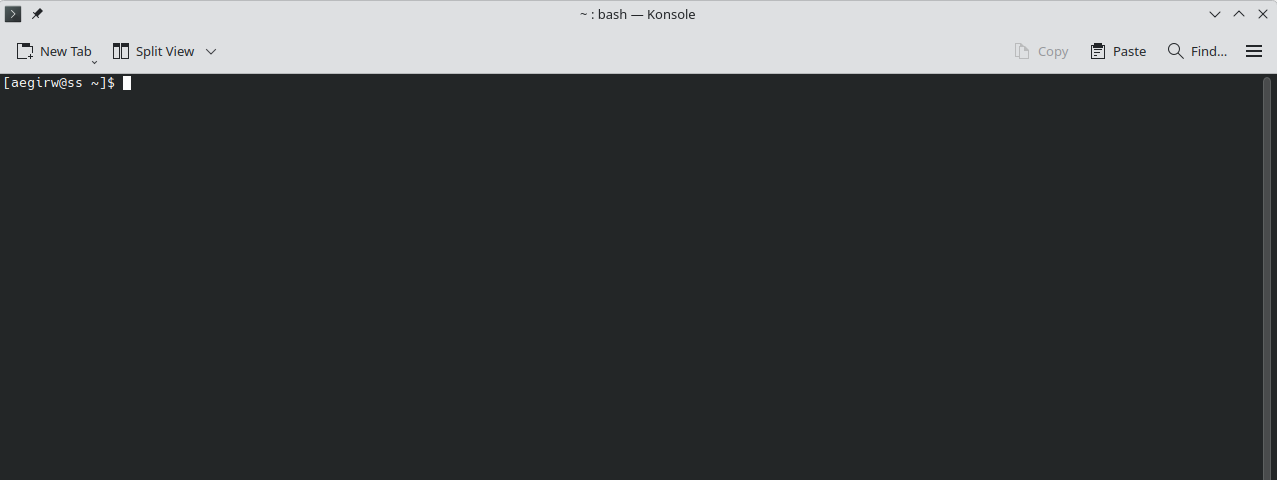 ~ : bash — Konsole
New Tab
Split View
Copy
Paste
Find...
[aegirw@ss ~]$